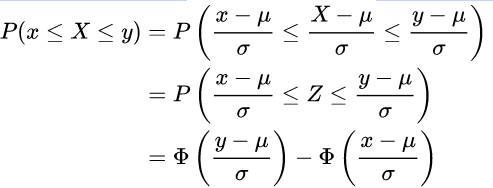 P(x ≤ X ≤ y) = P( (x − μ)/σ ≤ (X − μ)/σ ≤ (y − μ)/σ )
= P( (x − μ)/σ ≤ Z ≤ (y − μ)/σ )
= Φ( (y − μ)/σ ) − Φ( (x − μ)/σ )